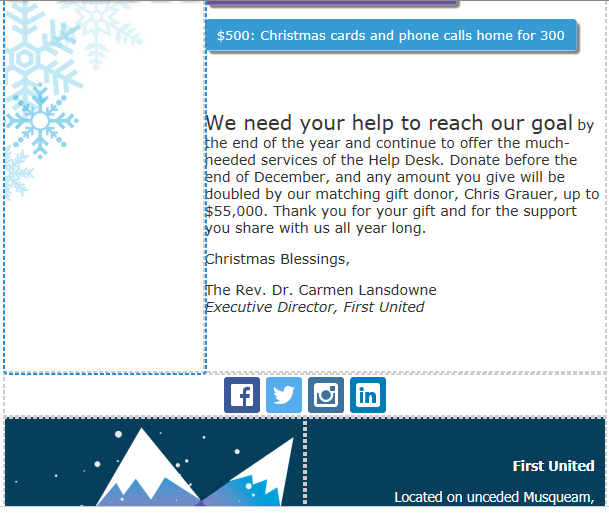 $500: Christmas cards and phone calls home for 300
We need your help to reach our goal by
the end of the year and continue to offer the much-
needed services of the Help Desk. Donate before the
end of December, and any amount you give will be
doubled by our matching gift donor, Chris Grauer, up to
$55,000. Thank you for your gift and for the support
you share with us all year long.
Christmas Blessings,
The Rev. Dr. Carmen Lansdowne
Executive Director, First United
First United
Located on unceded Musqueam,